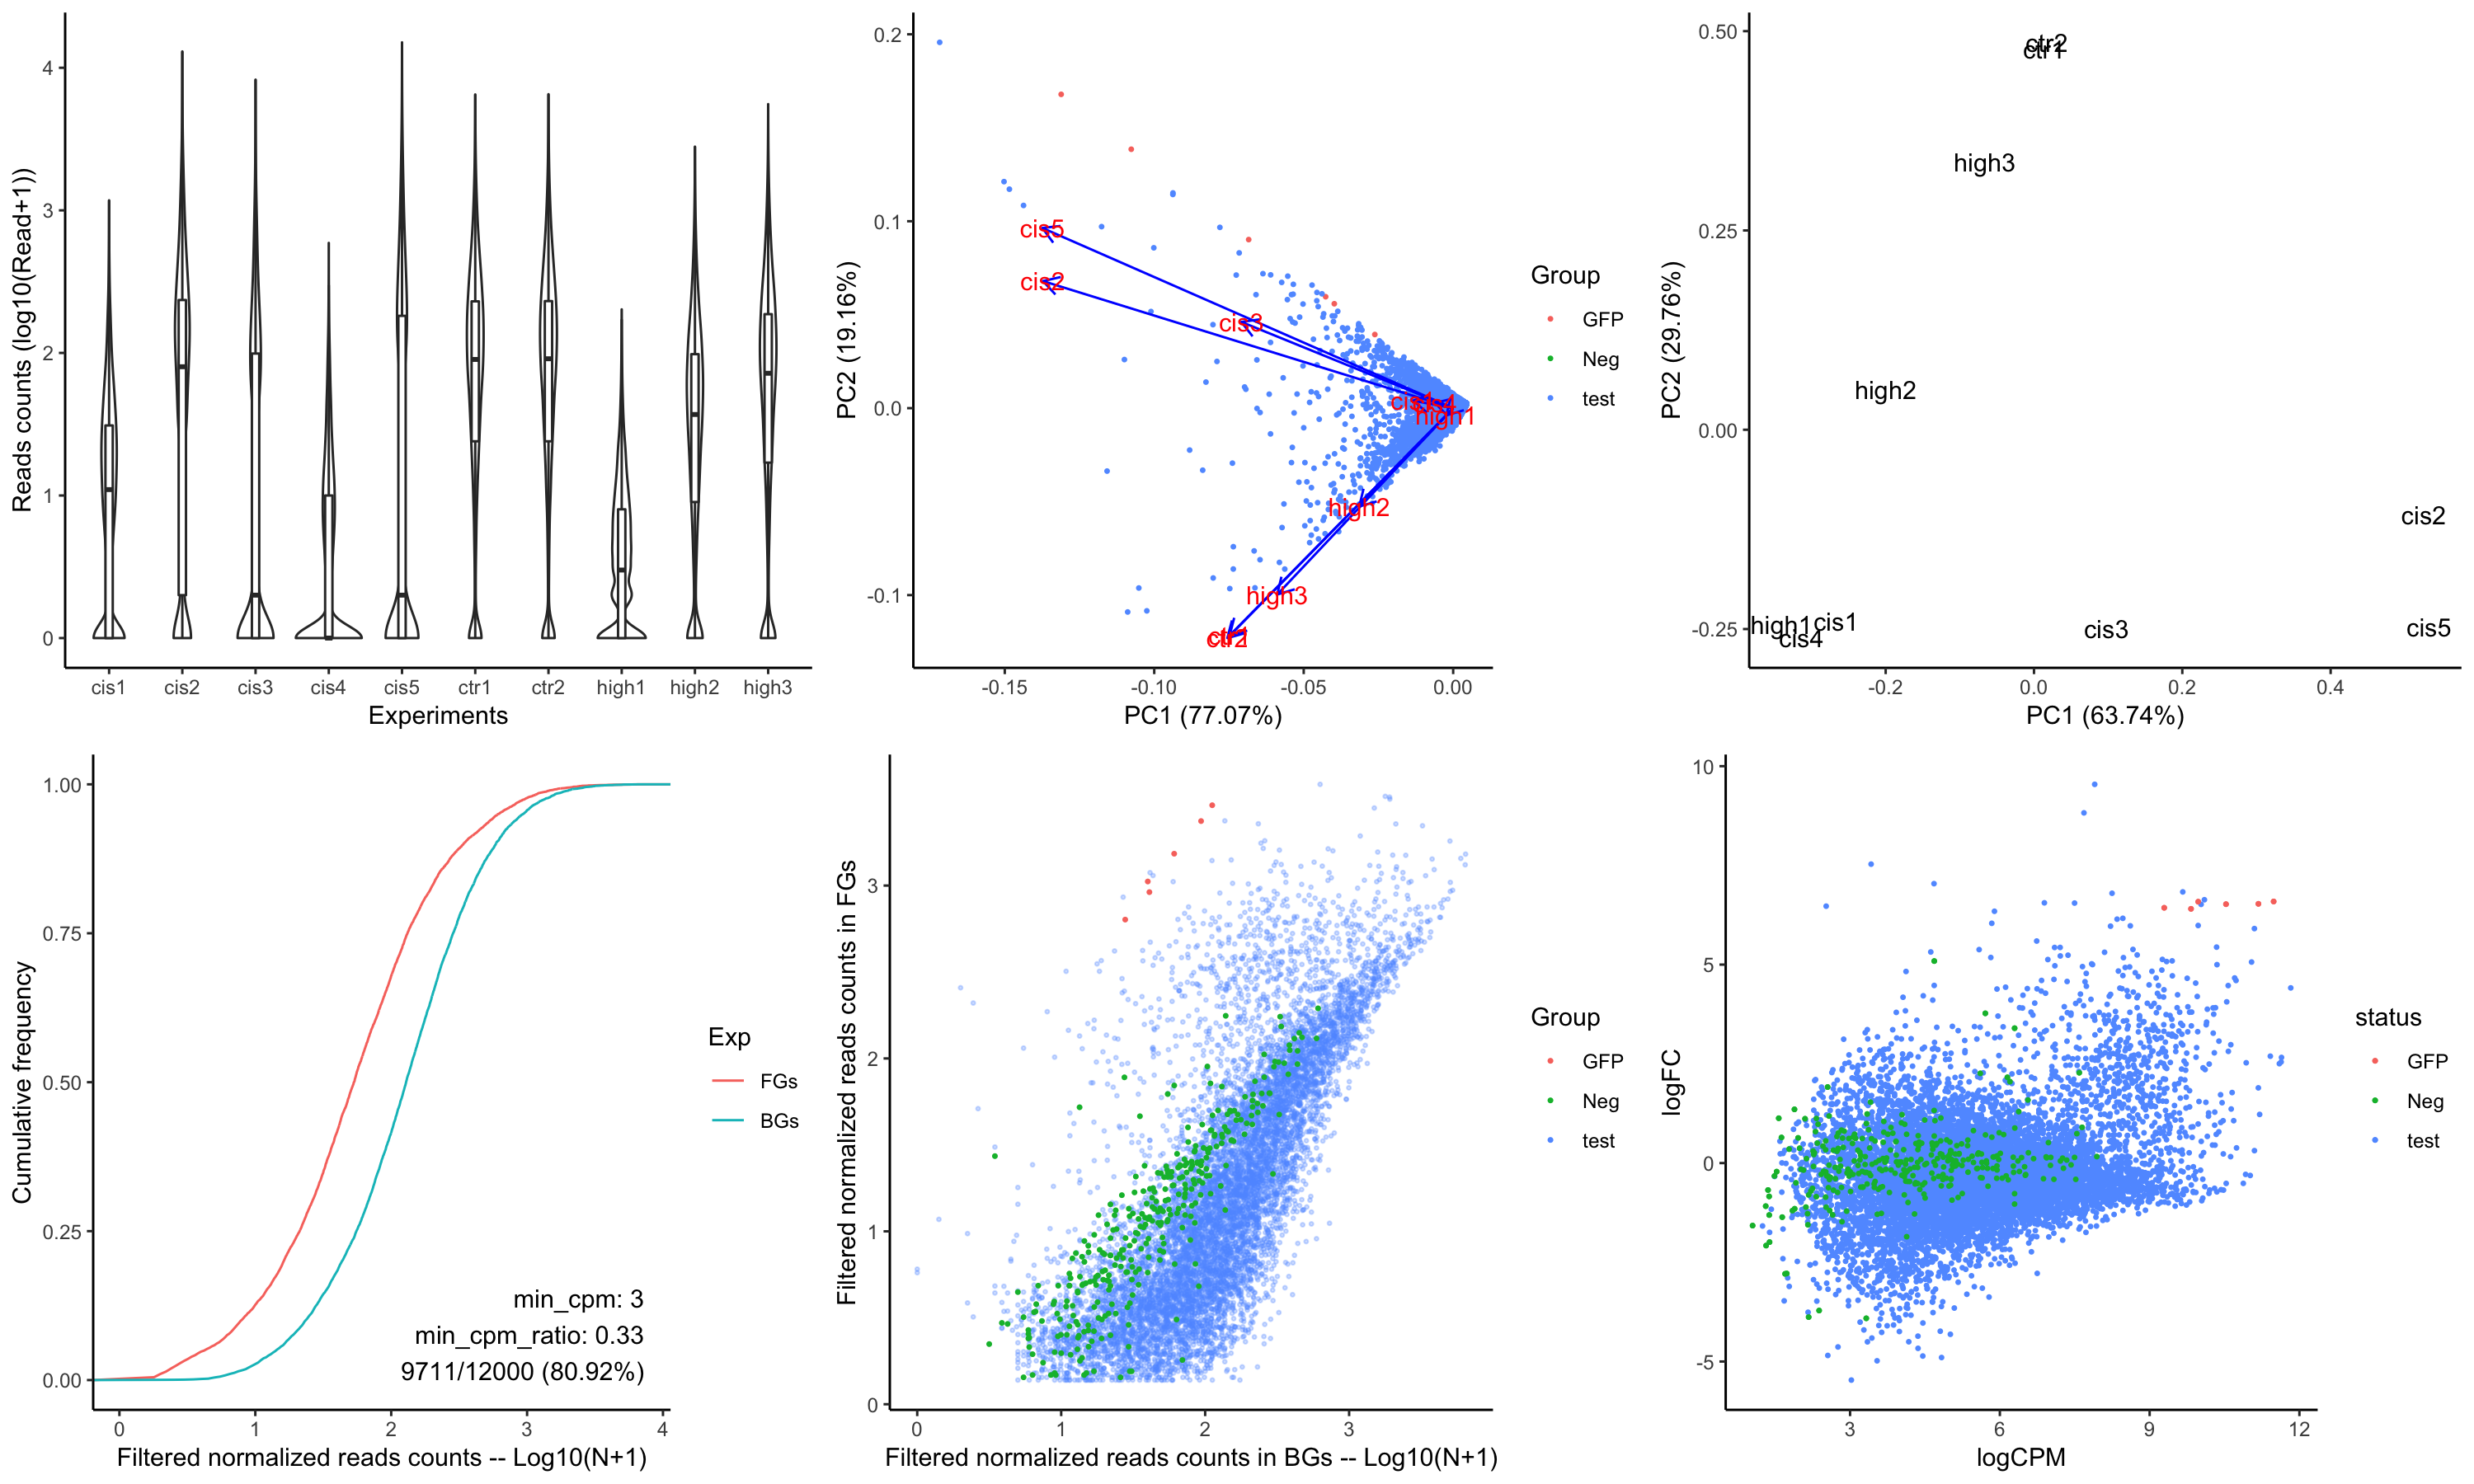 Reads counts (log10(Read+1))
4
3
2
1
0
cis1 cis2 cis3 cis4 cis5 ctr1 ctr2 high1 high2 high3
Experiments
PC2 (19.16%)
0.2
0.1
0.0
-0.1
cis5
cis2
cis3
cis1
cis4
high1
high2
high3
ctr1
ctr2
-0.15 -0.10 -0.05 0.00
PC1 (77.07%)
Group
GFP
Neg
test
PC2 (29.76%)
0.50
0.25
0.00
-0.25
ctr2
ctr1
high3
high2
cis2
high1
cis1
cis4
cis3
cis5
-0.2 0.0 0.2 0.4
PC1 (63.74%)
Cumulative frequency
1.00
0.75
0.50
0.25
0.00
min_cpm: 3
min_cpm_ratio: 0.33
9711/12000 (80.92%)
0 1 2 3 4
Filtered normalized reads counts -- Log10(N+1)
Exp
FGs
BGs
Filtered normalized reads counts in FGs
3
2
1
0
0 1 2 3
Filtered normalized reads counts in BGs -- Log10(N+1)
Group
GFP
Neg
test
logFC
10
5
0
-5
3 6 9 12
logCPM
status
GFP
Neg
test